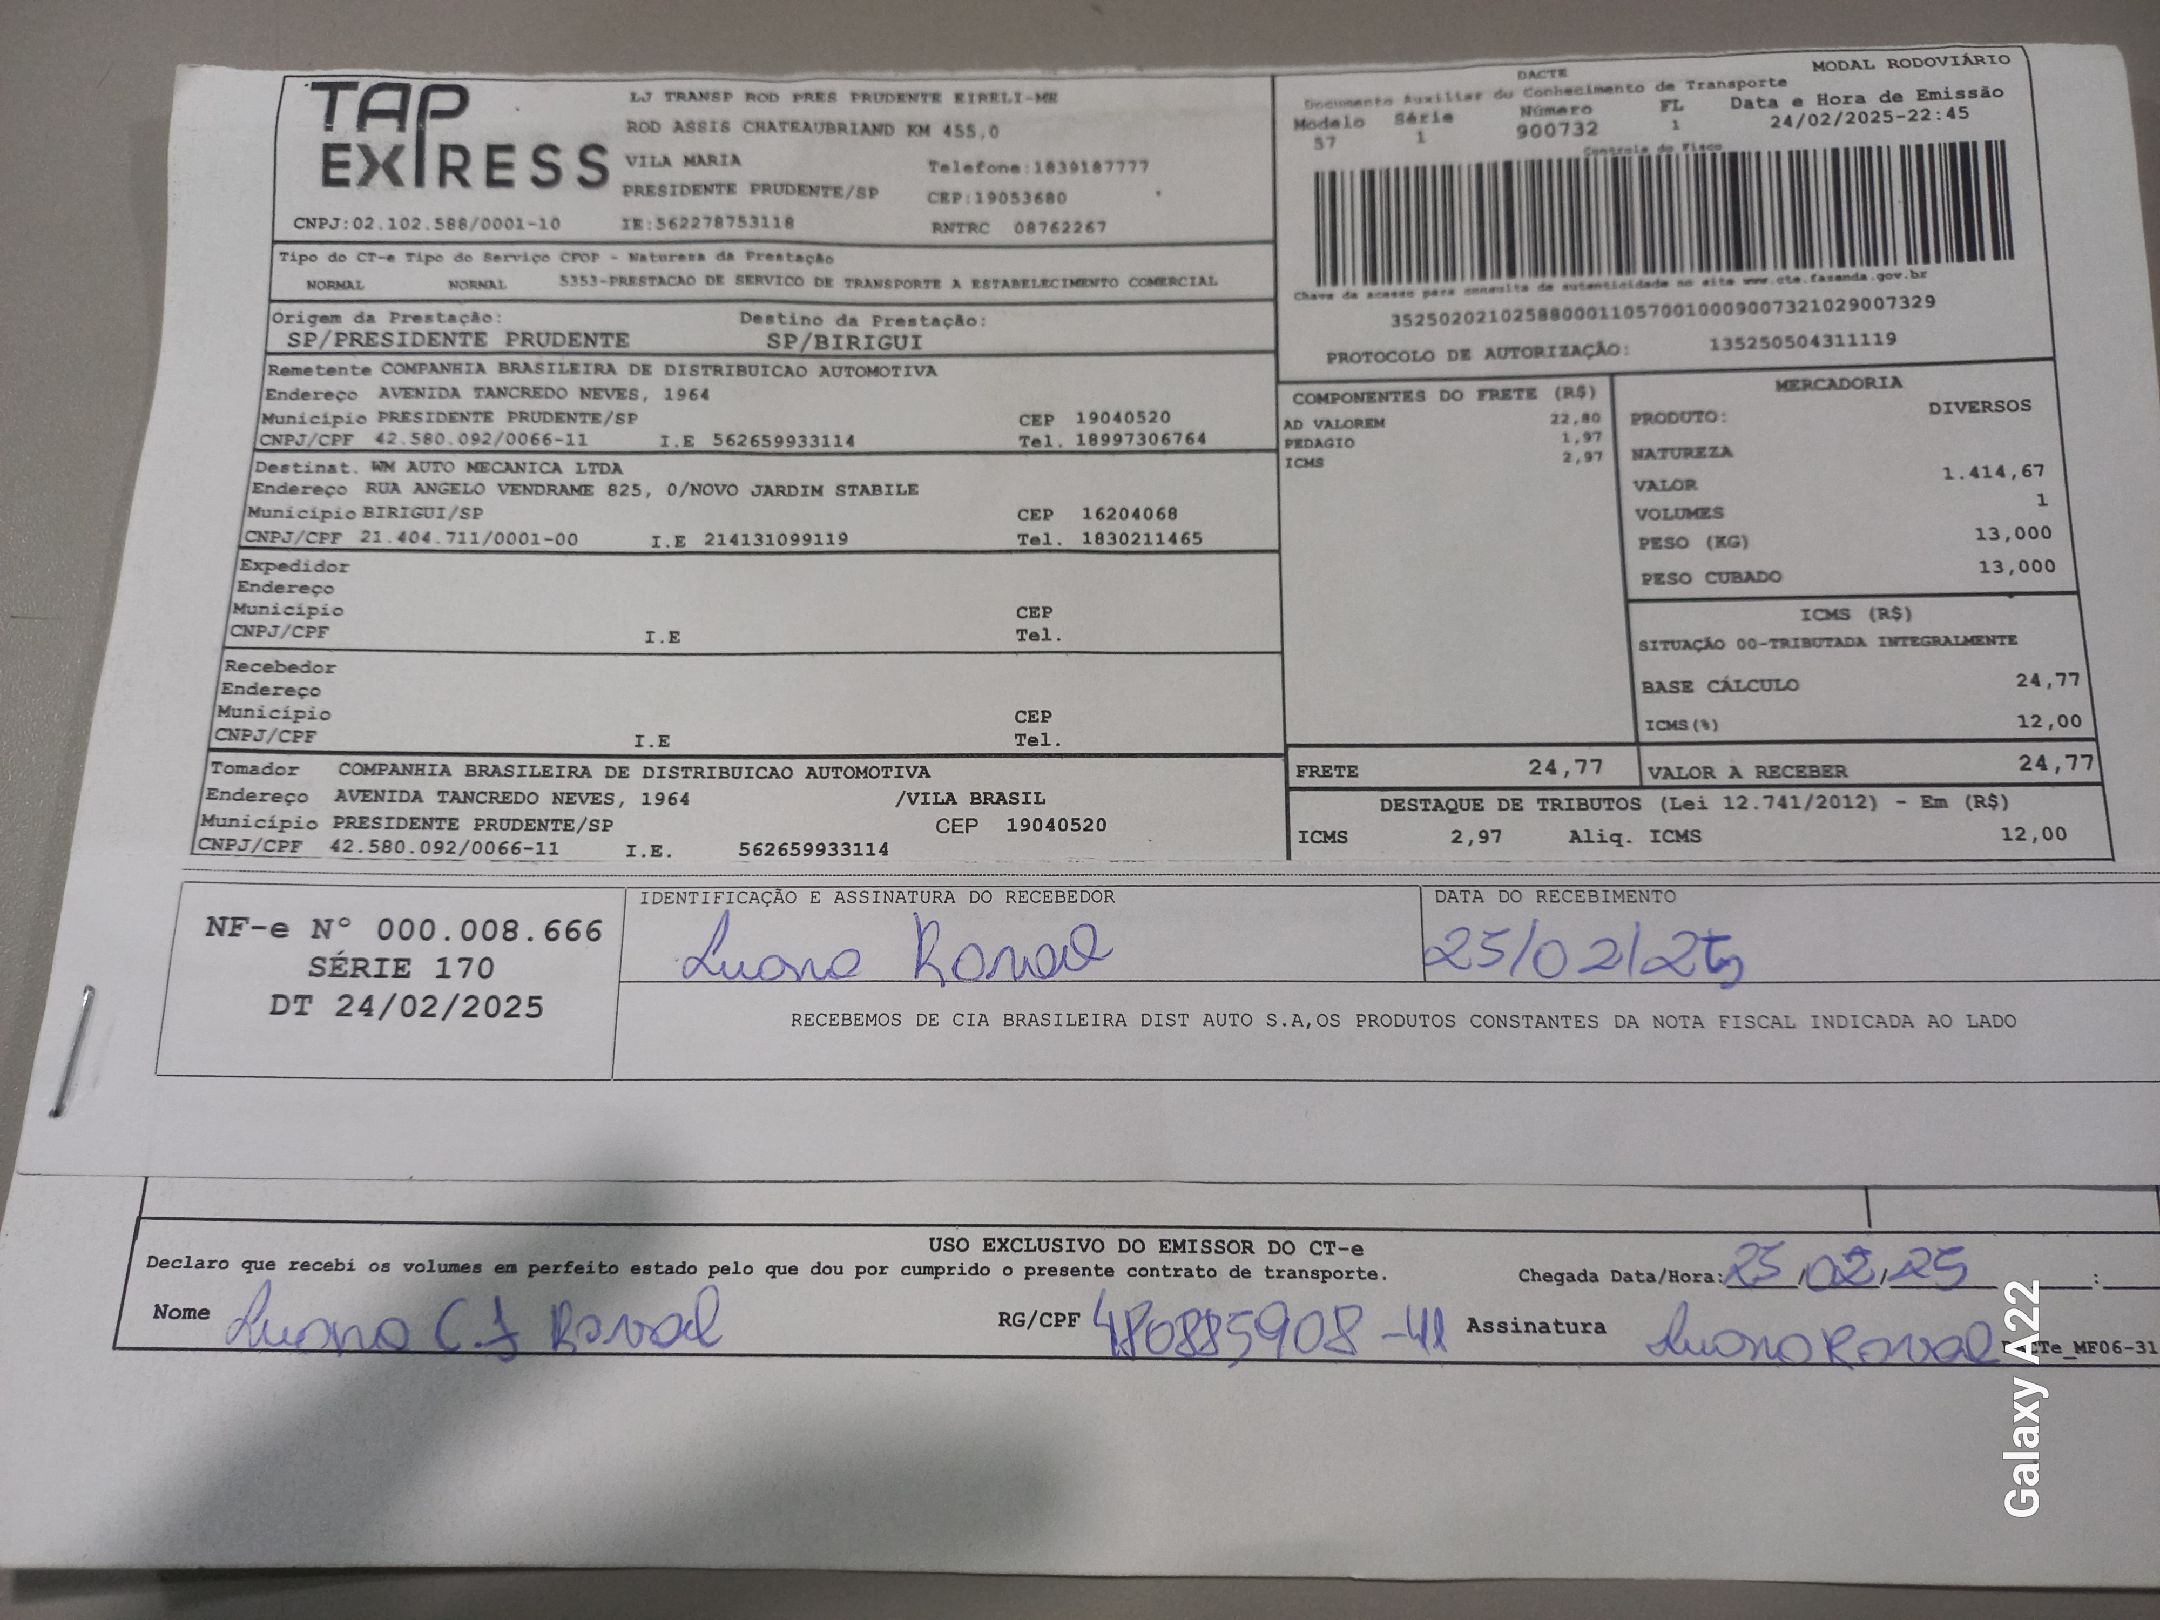 TAP
EXPRESS
LJ TRANSP ROD PRES PRUDENTE EIRELI-ME
ROD ASSIS CHATEAUBRIAND KM 455,0
VILA MARIA Telefone:1839187777
PRESIDENTE PRUDENTE/SP CEP:19053680
CNPJ:02.102.588/0001-10 IE:562278753118 RNTRC 08762267
DACTE MODAL RODOVIÁRIO
Documento Auxiliar do Conhecimento de Transporte
Modelo Série Número FL Data e Hora de Emissão
57 1 900732 1 24/02/2025-22:45
Controle do Fisco
Chave de acesso para consulta de autenticidade no site www.cte.fazenda.gov.br
35250202102588000110570010009007321029007329
PROTOCOLO DE AUTORIZAÇÃO: 135250504311119
Tipo do CT-e Tipo do Serviço CFOP - Natureza da Prestação
NORMAL NORMAL 5353-PRESTACAO DE SERVICO DE TRANSPORTE A ESTABELECIMENTO COMERCIAL
Origem da Prestação: Destino da Prestação:
SP/PRESIDENTE PRUDENTE SP/BIRIGUI
Remetente COMPANHIA BRASILEIRA DE DISTRIBUICAO AUTOMOTIVA
Endereço AVENIDA TANCREDO NEVES, 1964
Município PRESIDENTE PRUDENTE/SP CEP 19040520
CNPJ/CPF 42.580.092/0066-11 I.E 562659933114 Tel. 18997306764
Destinat. WM AUTO MECANICA LTDA
Endereço RUA ANGELO VENDRAME 825, 0/NOVO JARDIM STABILE
Município BIRIGUI/SP CEP 16204068
CNPJ/CPF 21.404.711/0001-00 I.E 214131099119 Tel. 1830211465
Expedidor
Endereço
Município CEP
CNPJ/CPF I.E Tel.
Recebedor
Endereço
Município CEP
CNPJ/CPF I.E Tel.
Tomador COMPANHIA BRASILEIRA DE DISTRIBUICAO AUTOMOTIVA
Endereço AVENIDA TANCREDO NEVES, 1964 /VILA BRASIL
Município PRESIDENTE PRUDENTE/SP CEP 19040520
CNPJ/CPF 42.580.092/0066-11 I.E. 562659933114
COMPONENTES DO FRETE (R$)
AD VALOREM 22,80
PEDAGIO 1,97
ICMS 2,97
MERCADORIA
PRODUTO: DIVERSOS
NATUREZA
VALOR 1.414,67
VOLUMES 1
PESO (KG) 13,000
PESO CUBADO 13,000
ICMS (R$)
SITUAÇÃO 00-TRIBUTADA INTEGRALMENTE
BASE CÁLCULO 24,77
ICMS(%) 12,00
FRETE 24,77 VALOR A RECEBER 24,77
DESTAQUE DE TRIBUTOS (Lei 12.741/2012) - Em (R$)
ICMS 2,97 Aliq. ICMS 12,00
NF-e Nº 000.008.666
SÉRIE 170
DT 24/02/2025
IDENTIFICAÇÃO E ASSINATURA DO RECEBEDOR DATA DO RECEBIMENTO
Luana 25/02/25
RECEBEMOS DE CIA BRASILEIRA DIST AUTO S.A,OS PRODUTOS CONSTANTES DA NOTA FISCAL INDICADA AO LADO
USO EXCLUSIVO DO EMISSOR DO CT-e
Declaro que recebi os volumes em perfeito estado pelo que dou por cumprido o presente contrato de transporte. Chegada Data/Hora: 25/02/25 :
Nome Luana RG/CPF 480885908-41 Assinatura Luana
CTe_MF06-31
Galaxy A22